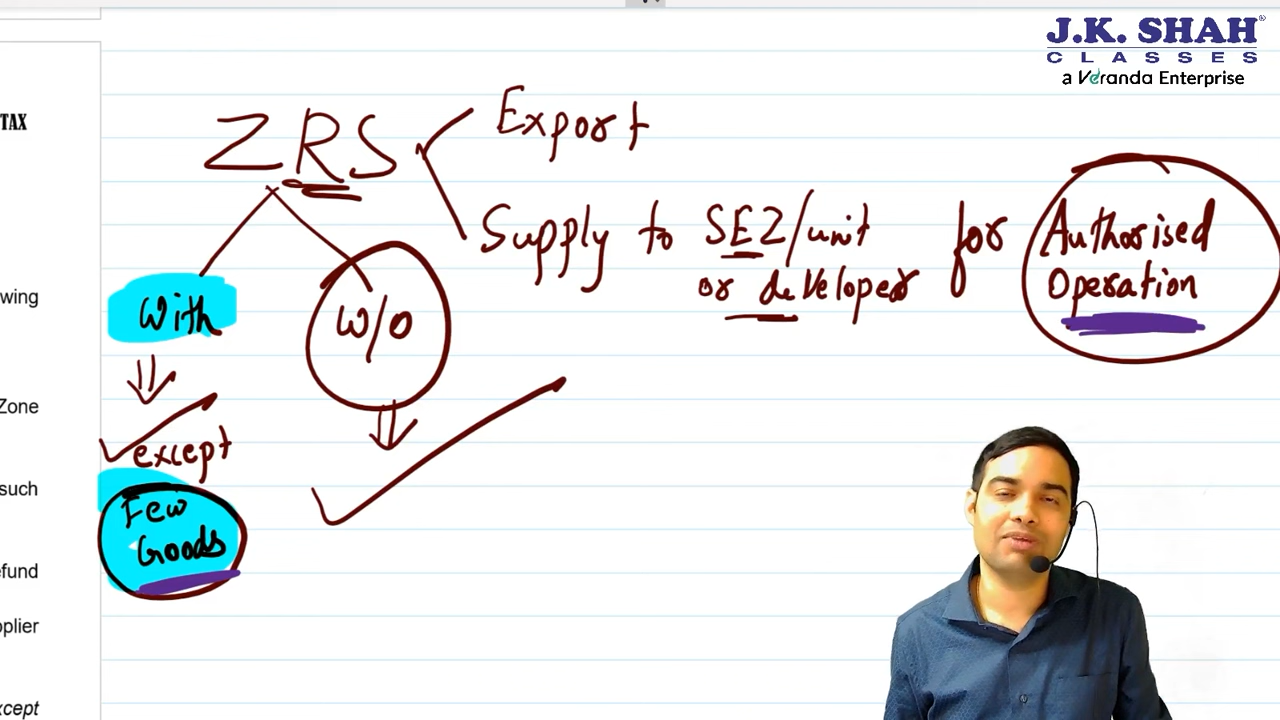 J.K. SHAH®
CLASSES
a Veranda Enterprise
TAX
wing
Zone
such
efund
pplier
xcept
ZRS
Export
Supply to SEZ/unit
or developer
for
Authorised
Operation
With
W/O
except
Few
Goods